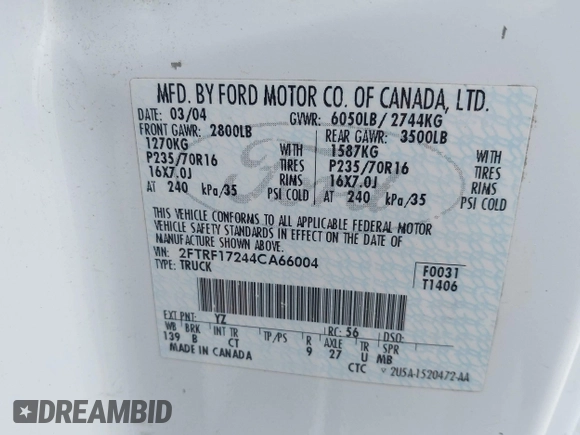 MFD. BY FORD MOTOR CO. OF CANADA, LTD.
DATE: 03/04 GVWR: 6050LB/ 2744KG
FRONT GAWR: 2800LB REAR GAWR: 3500LB
1270KG WITH 1587KG WITH
P235/70R16 TIRES P235/70R16 TIRES
16X7.0J RIMS 16X7.0J RIMS
AT 240 kPa/35 PSI COLD AT 240 kPa/35 PSI COLD
THIS VEHICLE CONFORMS TO ALL APPLICABLE FEDERAL MOTOR
VEHICLE SAFETY STANDARDS IN EFFECT ON THE DATE OF
MANUFACTURE SHOWN ABOVE.
VIN: 2FTRF17244CA66004 F0031
TYPE: TRUCK T1406
EXT PNT: YZ RC: 56 DSO:
WB BRK INT TR TP/PS R AXLE TR SPR
139 B CT 9 27 U MB
MADE IN CANADA CTC 2U5A-1520472-AA
Ford
DREAMBID